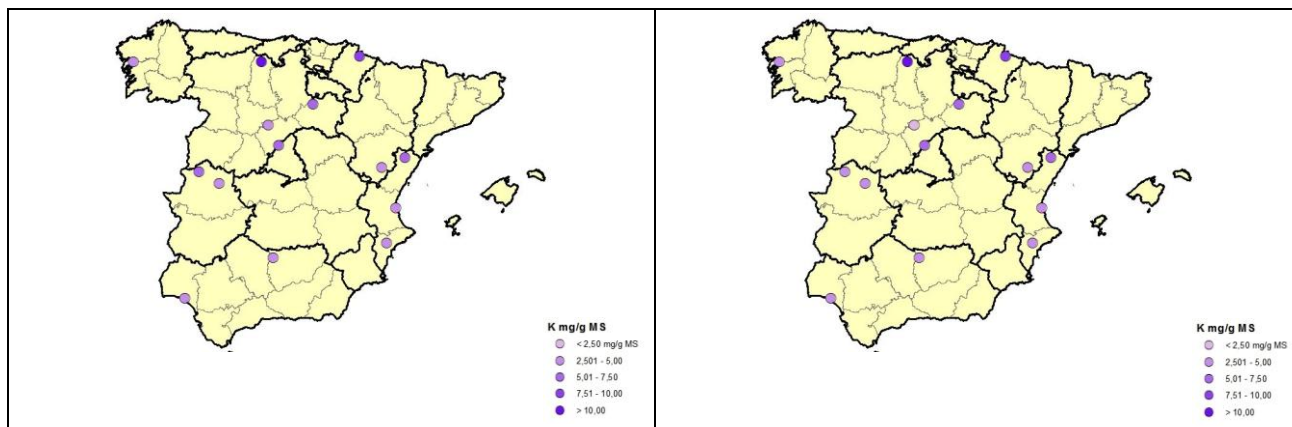 K mg/g MS
< 2,50 mg/g MS
2,501 - 5,00
5,01 - 7,50
7,51 - 10,00
> 10,00
K mg/g MS
< 2,50 mg/g MS
2,501 - 5,00
5,01 - 7,50
7,51 - 10,00
> 10,00